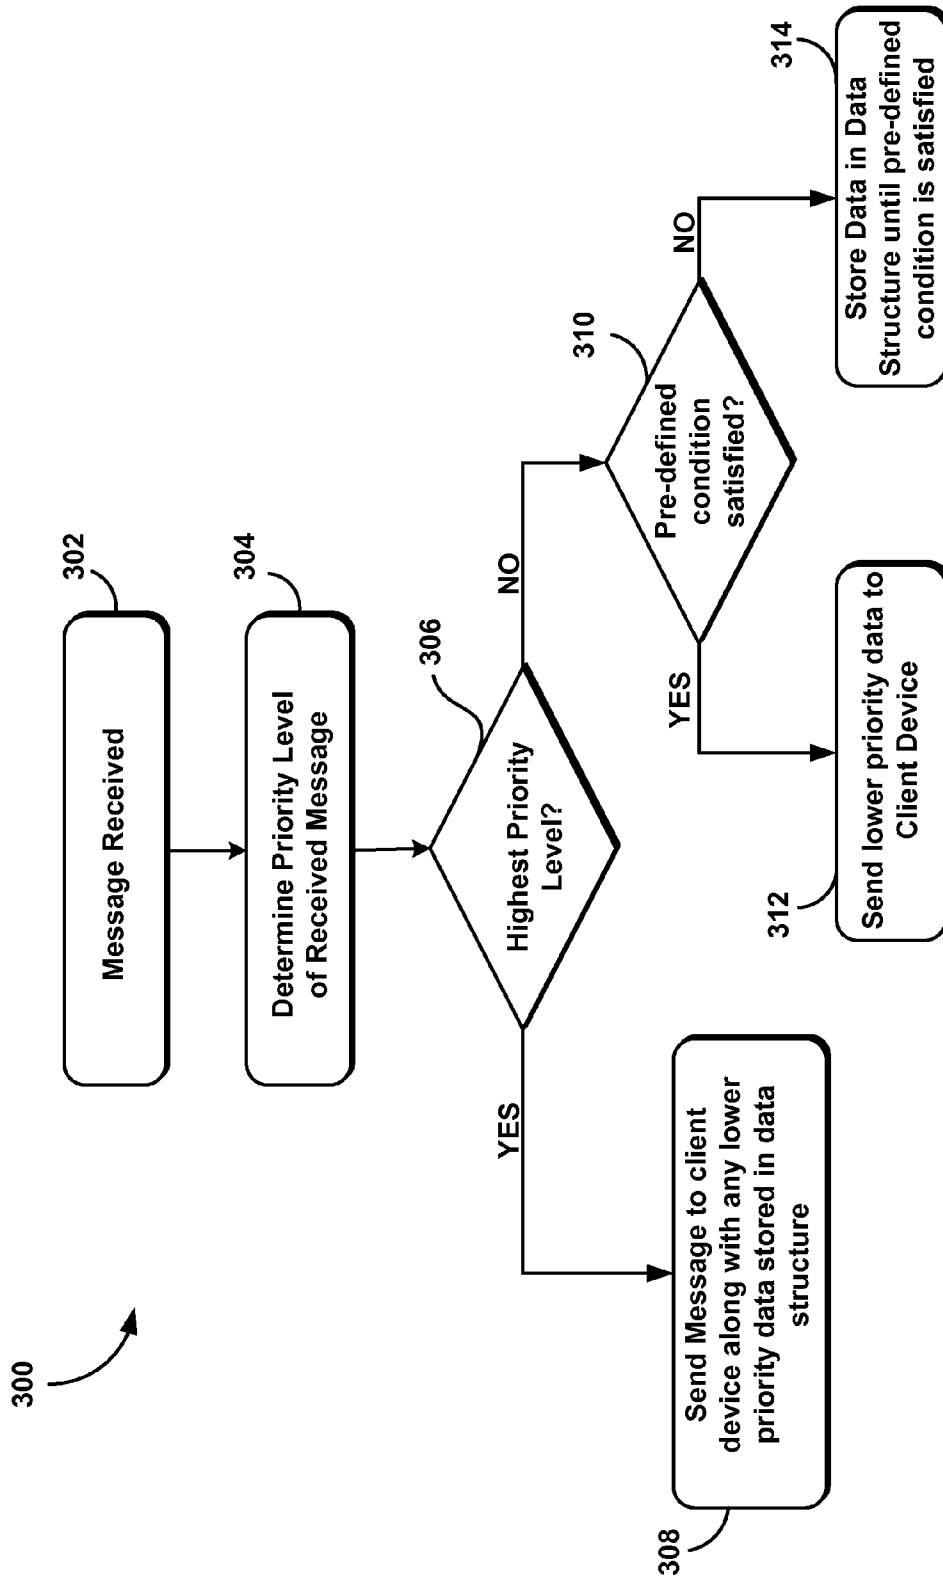 300
302
Message Received
304
Determine Priority Level
of Received Message
306
Highest Priority
Level?
YES
NO
308
Send Message to client
device along with any lower
priority data stored in data
structure
310
Pre-defined
condition
satisfied?
YES
NO
312
Send lower priority data to
Client Device
314
Store Data in Data
Structure until pre-defined
condition is satisfied